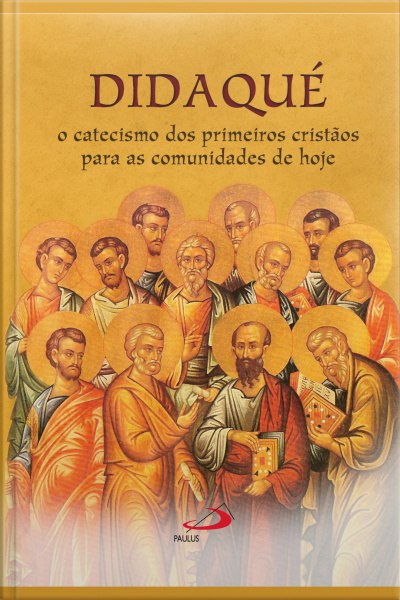 DIDAQUÉ
o catecismo dos primeiros cristãos
para as comunidades de hoje
PAULUS